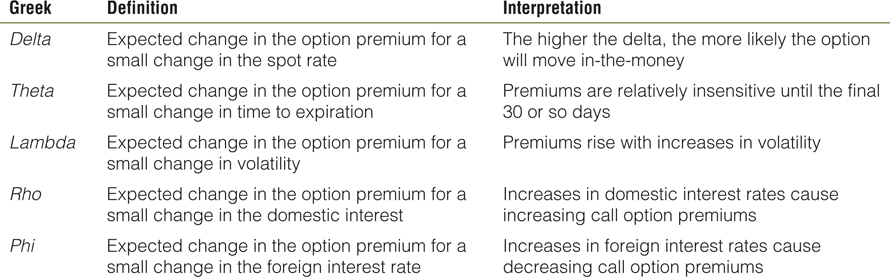 Greek Definition Interpretation
Delta Expected change in the option premium for a The higher the delta, the more likely the option
small change in the spot rate will move in-the-money
Theta Expected change in the option premium for a Premiums are relatively insensitive until the final
small change in time to expiration 30 or so days
Lambda Expected change in the option premium for a Premiums rise with increases in volatility
small change in volatility
Rho Expected change in the option premium for a Increases in domestic interest rates cause
small change in the domestic interest increasing call option premiums
Phi Expected change in the option premium for a Increases in foreign interest rates cause
small change in the foreign interest rate decreasing call option premiums